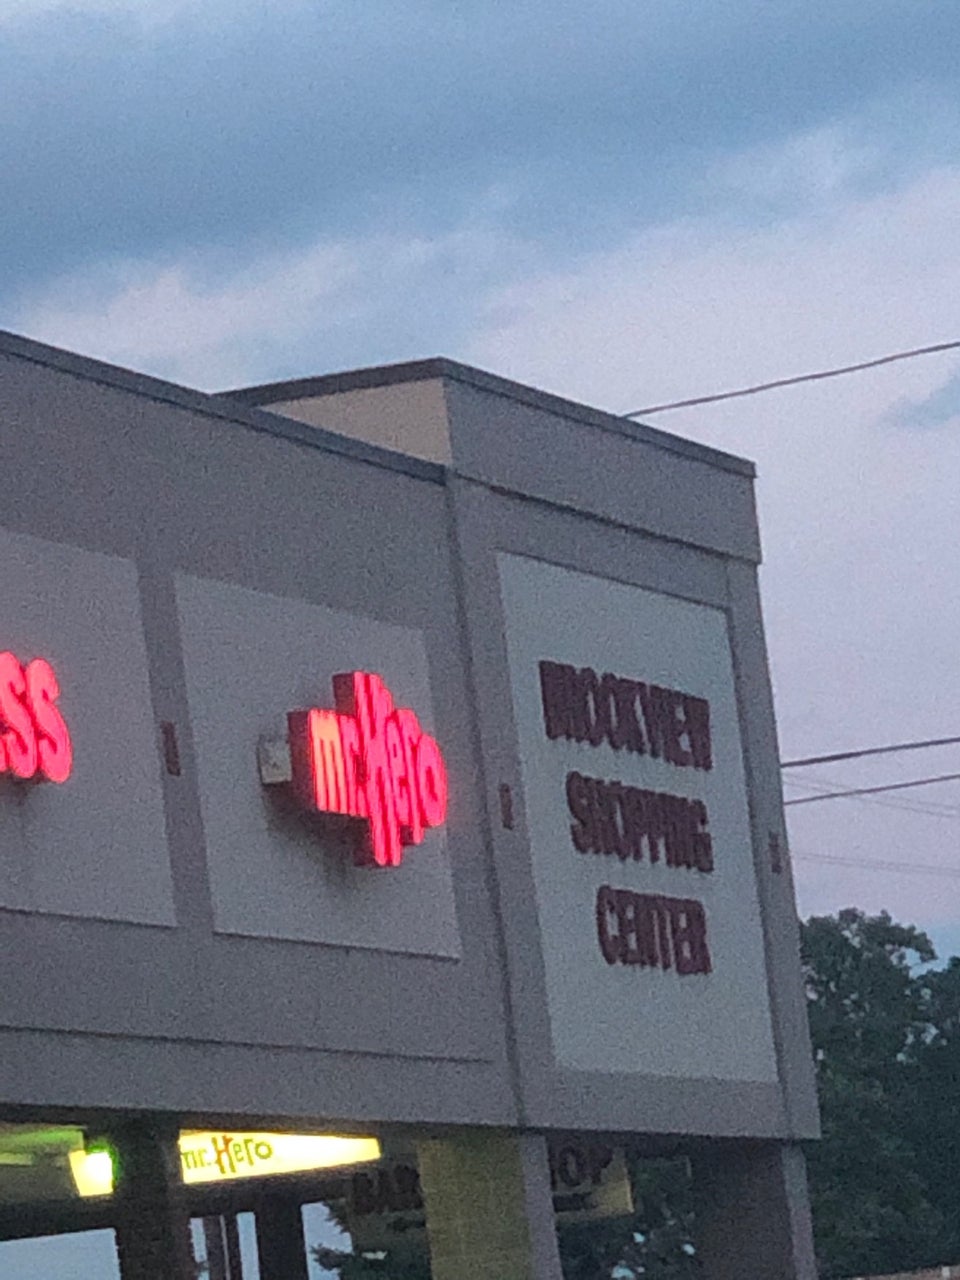 ss
mr.Hero
BROOKVIEW
SHOPPING
CENTER
mr.Hero